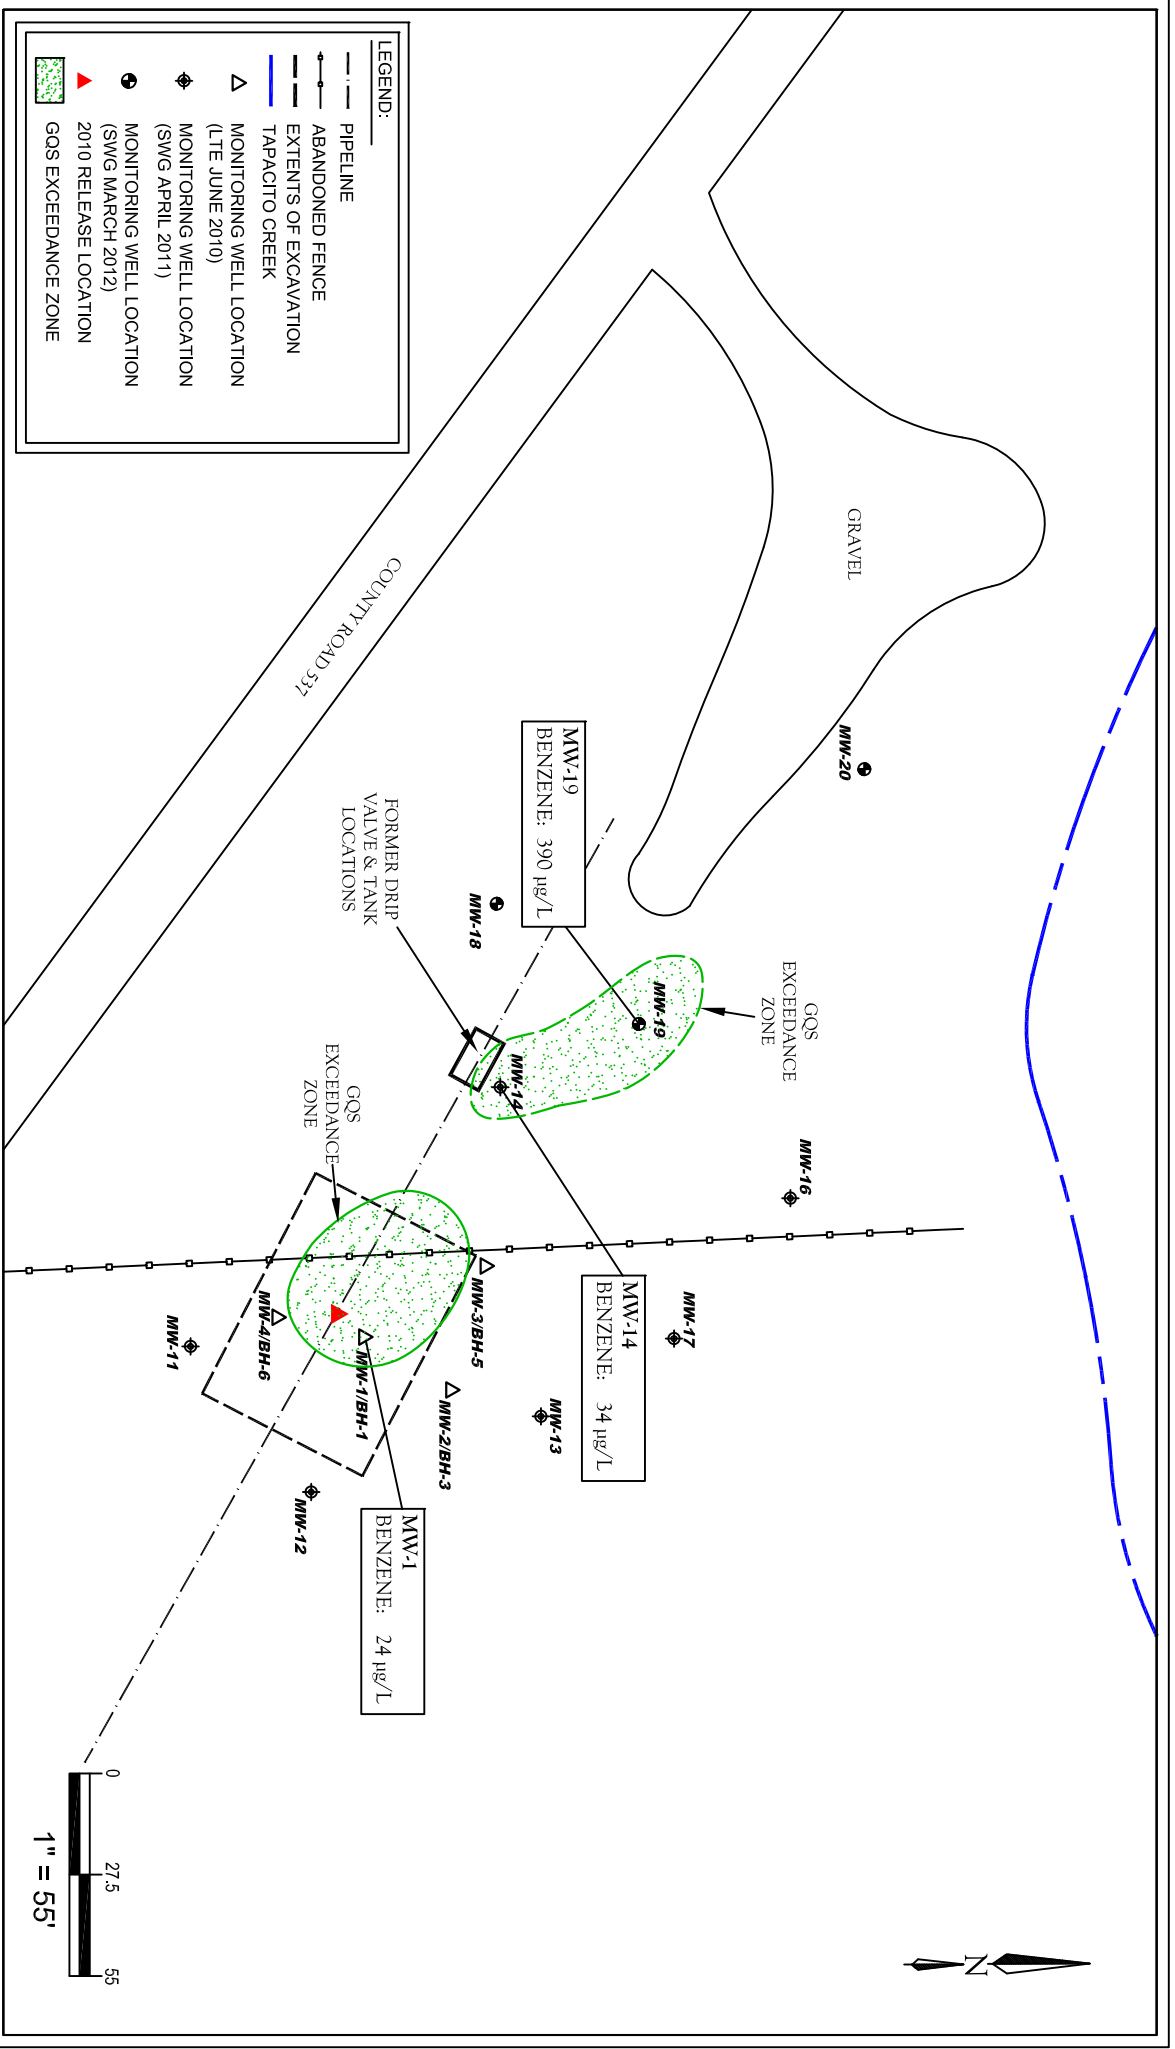 LEGEND:
PIPELINE
ABANDONED FENCE
EXTENTS OF EXCAVATION
TAPACITO CREEK
MONITORING WELL LOCATION
(LTE JUNE 2010)
MONITORING WELL LOCATION
(SWG APRIL 2011)
MONITORING WELL LOCATION
(SWG MARCH 2012)
2010 RELEASE LOCATION
GQS EXCEEDANCE ZONE
GRAVEL
COUNTY ROAD 537
MW-20
MW-19
BENZENE: 390 µg/L
FORMER DRIP
VALVE & TANK
LOCATIONS
MW-18
GQS
EXCEEDANCE
ZONE
MW-19
MW-14
GQS
EXCEEDANCE
ZONE
MW-16
MW-17
MW-14
BENZENE: 34 µg/L
MW-3/BH-5
MW-13
MW-2/BH-3
MW-1/BH-1
MW-4/BH-6
MW-11
MW-12
MW-1
BENZENE: 24 µg/L
N
0
27.5
55
1" = 55'